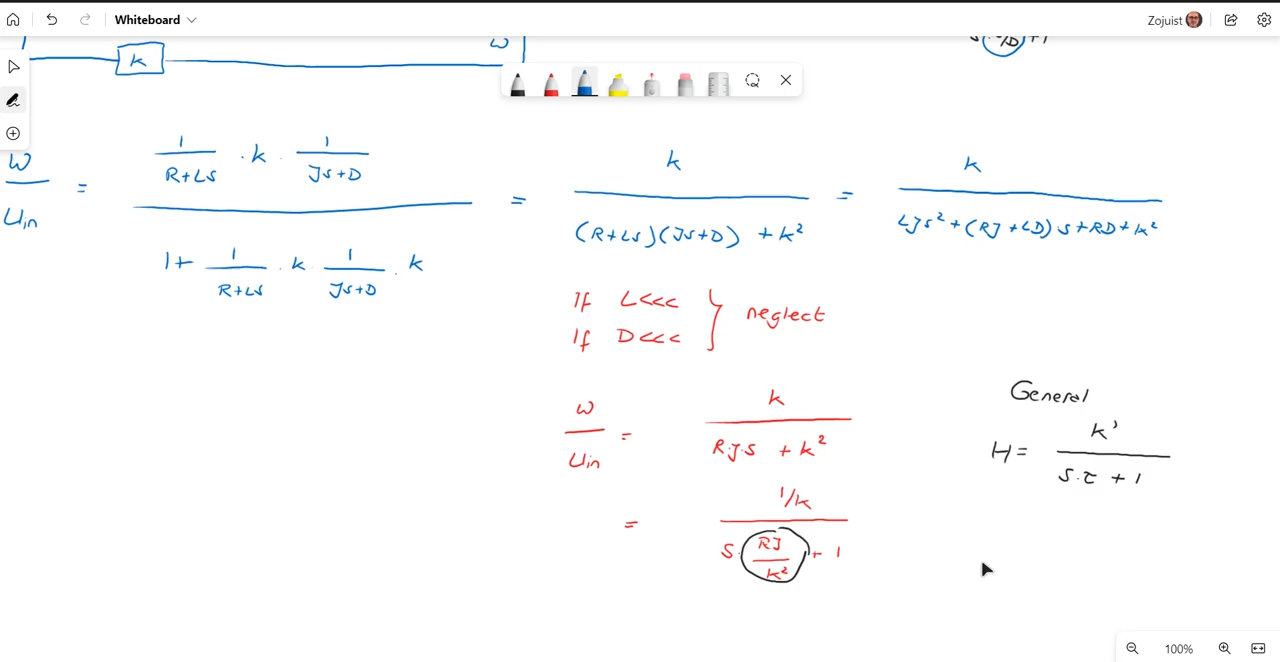 Whiteboard
Zojuist
k
ω
s.L/D+1
ω/Uin = (1/(R+Ls) . k . 1/(Js+D)) / (1+ 1/(R+Ls) . k . 1/(Js+D) . k) = k / ((R+Ls)(Js+D) + k²) = k / (LJs² + (RJ + LD)s + RD + k²)
If L<<<
If D<<<
} neglect
ω/Uin = k / (R.J.s + k²)
= 1/k / (s. RJ/k² + 1)
General
H = k' / (s.τ + 1)
100%